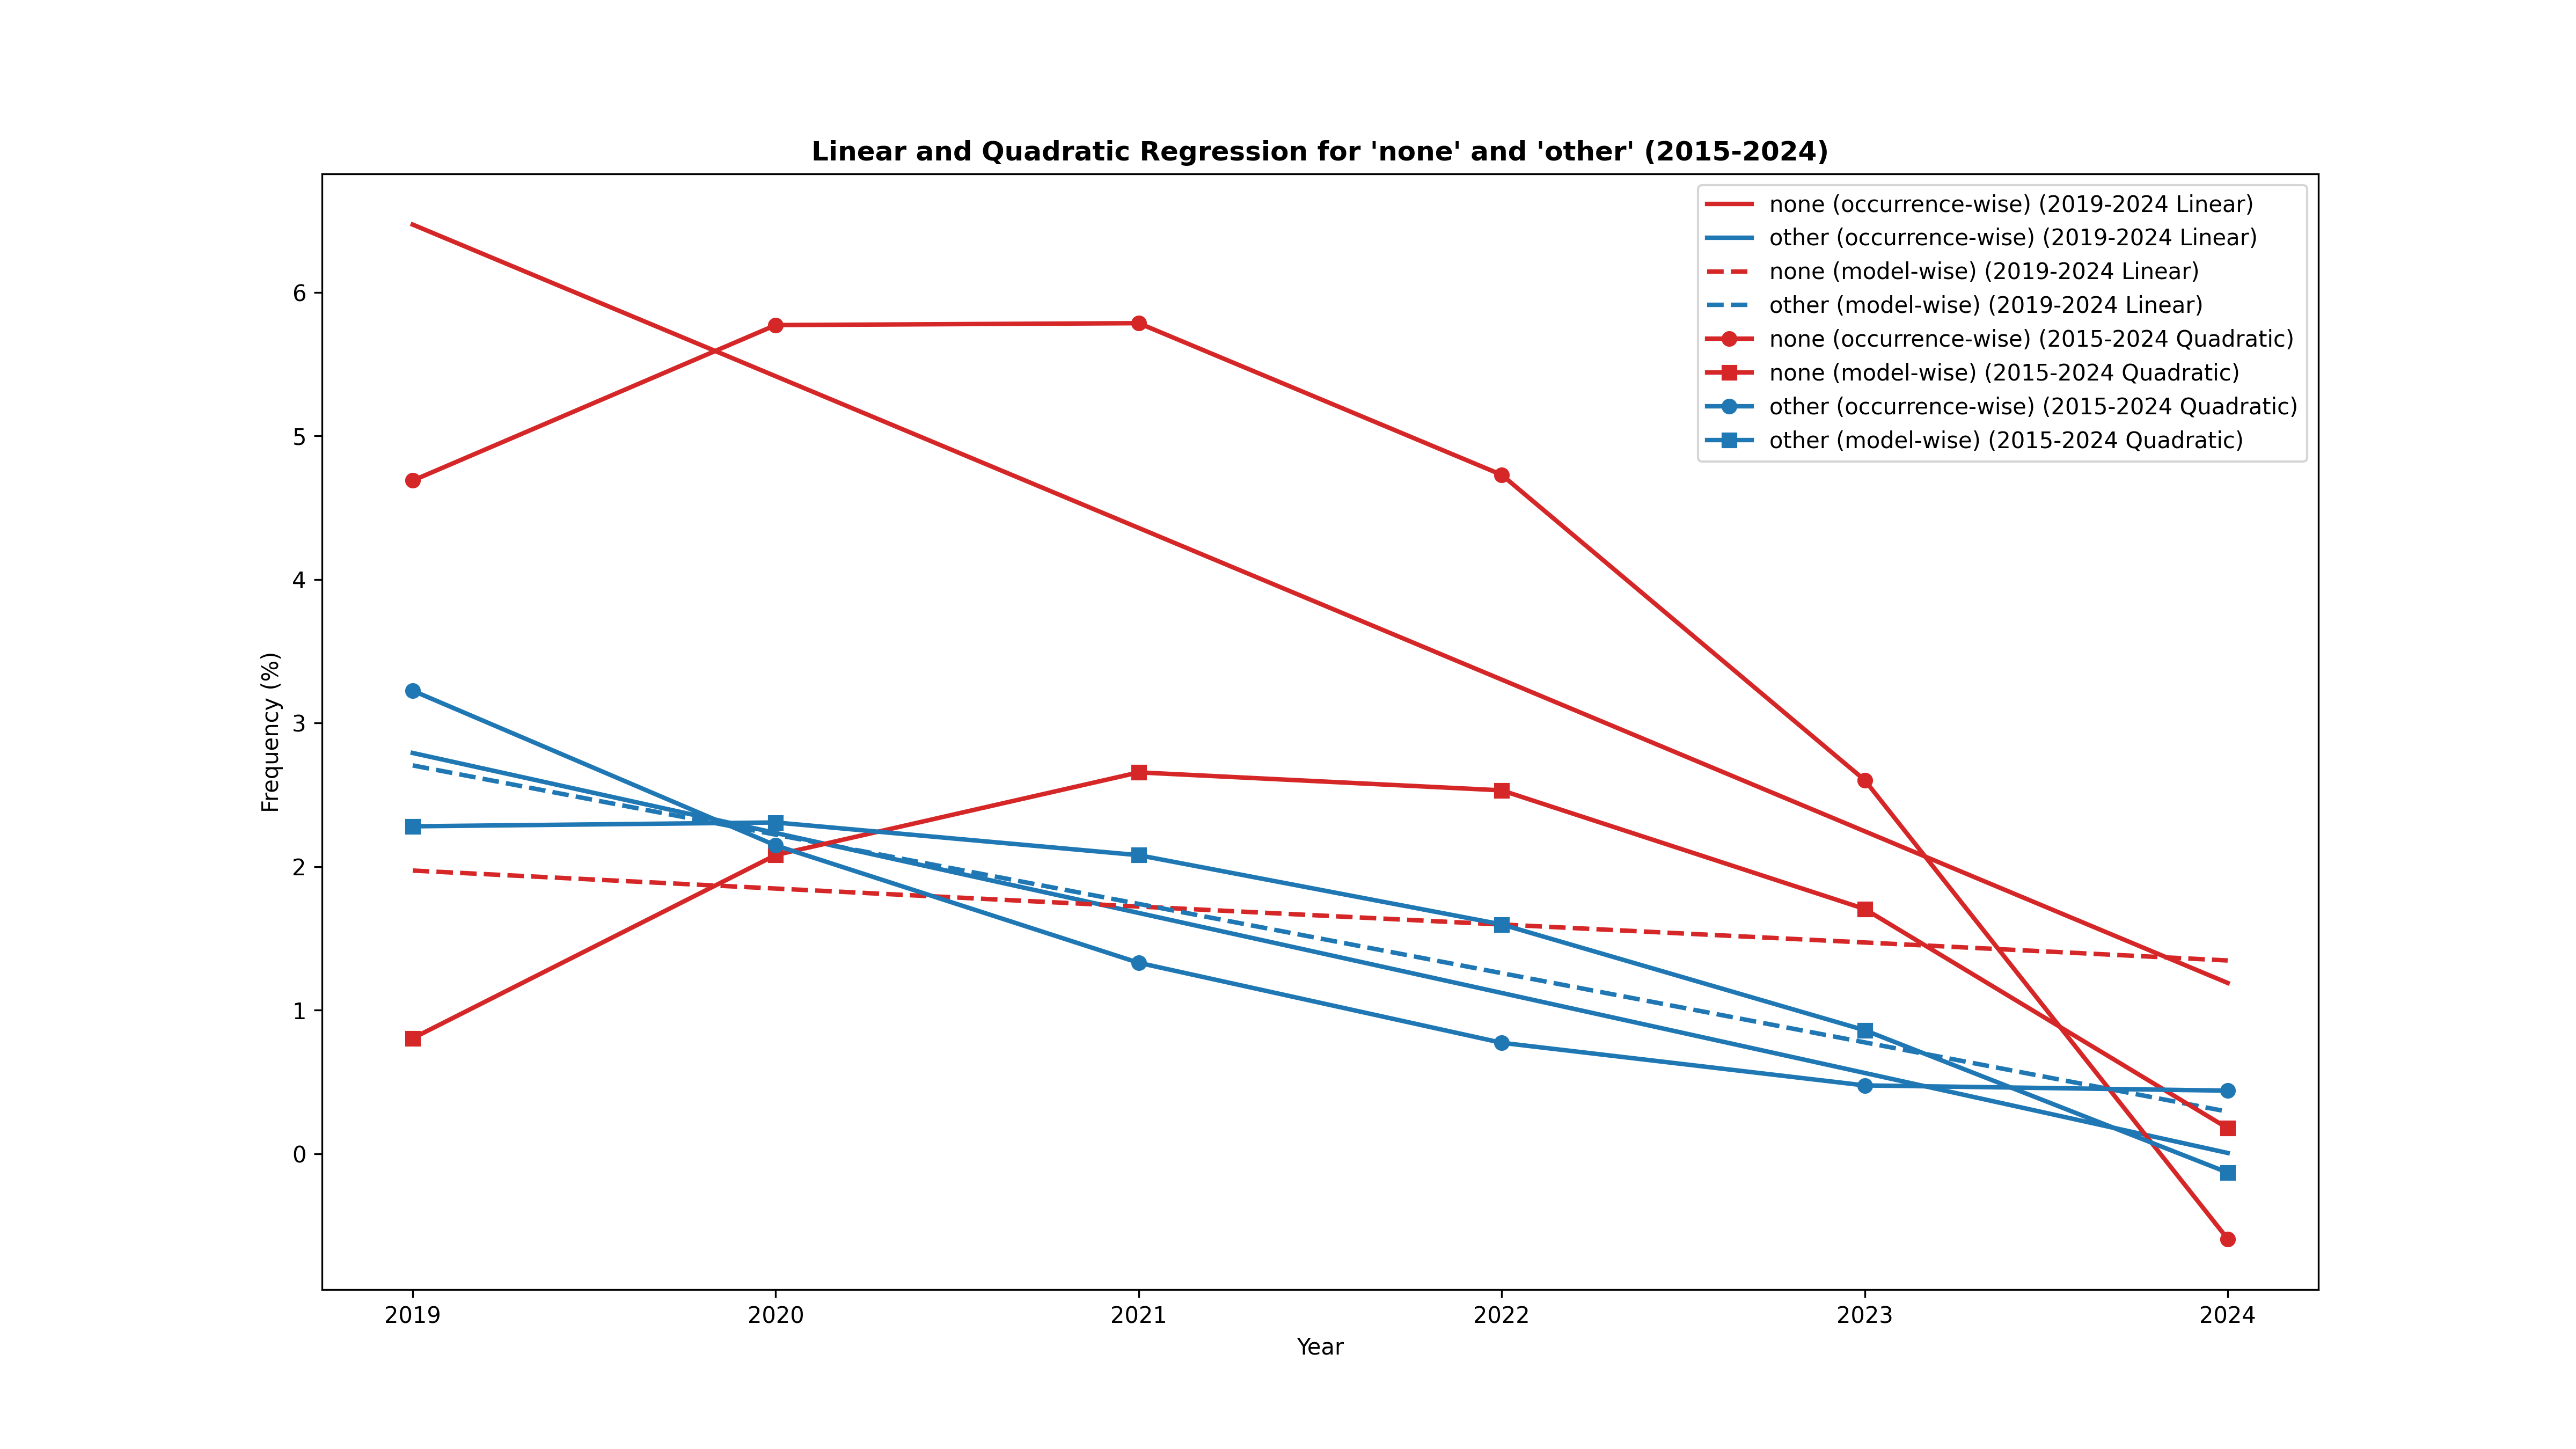 Linear and Quadratic Regression for 'none' and 'other' (2015-2024)
none (occurrence-wise) (2019-2024 Linear)
other (occurrence-wise) (2019-2024 Linear)
none (model-wise) (2019-2024 Linear)
other (model-wise) (2019-2024 Linear)
none (occurrence-wise) (2015-2024 Quadratic)
none (model-wise) (2015-2024 Quadratic)
other (occurrence-wise) (2015-2024 Quadratic)
other (model-wise) (2015-2024 Quadratic)
Frequency (%)
6
5
4
3
2
1
0
2019 2020 2021 2022 2023 2024
Year